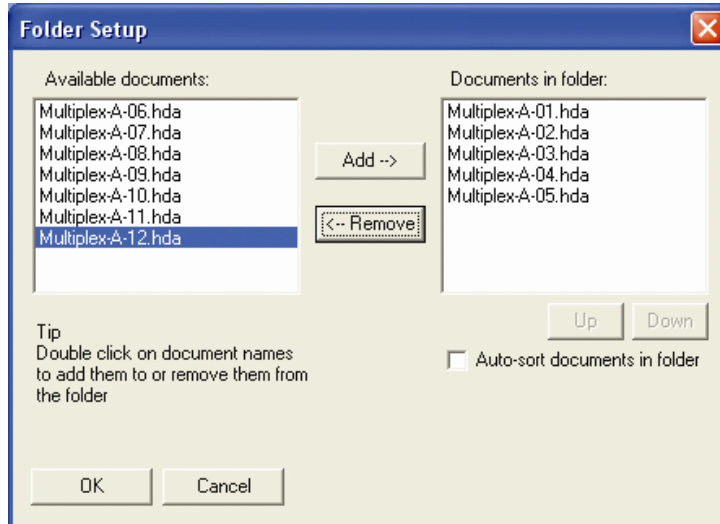 Folder Setup
Available documents:
Multiplex-A-06.hda
Multiplex-A-07.hda
Multiplex-A-08.hda
Multiplex-A-09.hda
Multiplex-A-10.hda
Multiplex-A-11.hda
Multiplex-A-12.hda
Add -->
<-- Remove
Documents in folder:
Multiplex-A-01.hda
Multiplex-A-02.hda
Multiplex-A-03.hda
Multiplex-A-04.hda
Multiplex-A-05.hda
Up
Down
Auto-sort documents in folder
Tip
Double click on document names
to add them to or remove them from
the folder
OK
Cancel